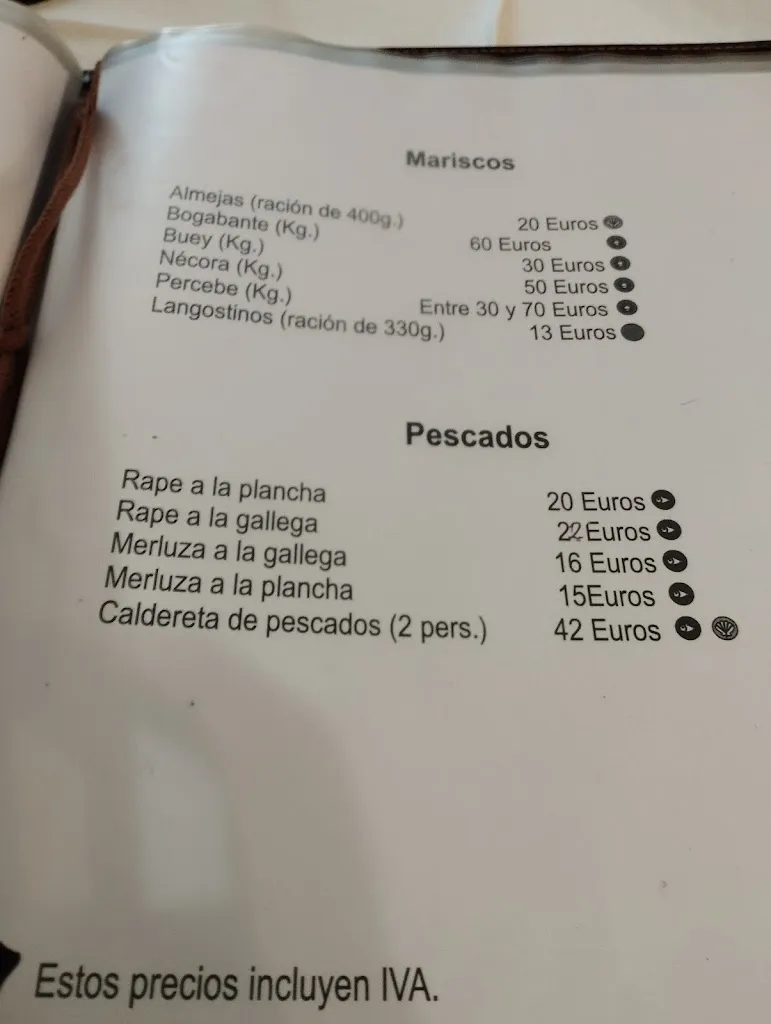 Mariscos
Almejas (ración de 400g.) 20 Euros
Bogabante (Kg.) 60 Euros
Buey (Kg.) 30 Euros
Nécora (Kg.) 50 Euros
Percebe (Kg.) Entre 30 y 70 Euros
Langostinos (ración de 330g.) 13 Euros
Pescados
Rape a la plancha 20 Euros
Rape a la gallega 22 Euros
Merluza a la gallega 16 Euros
Merluza a la plancha 15Euros
Caldereta de pescados (2 pers.) 42 Euros
Estos precios incluyen IVA.